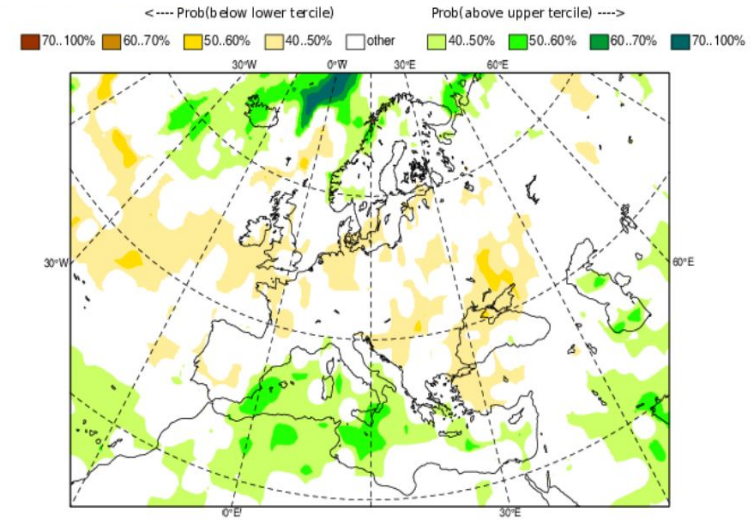 <---- Prob(below lower tercile) Prob(above upper tercile) ---->
70..100% 60..70% 50..60% 40..50% other 40..50% 50..60% 60..70% 70..100%
30°W 0°W 30°E 60°E
30°W 60°E
0°E 30°E